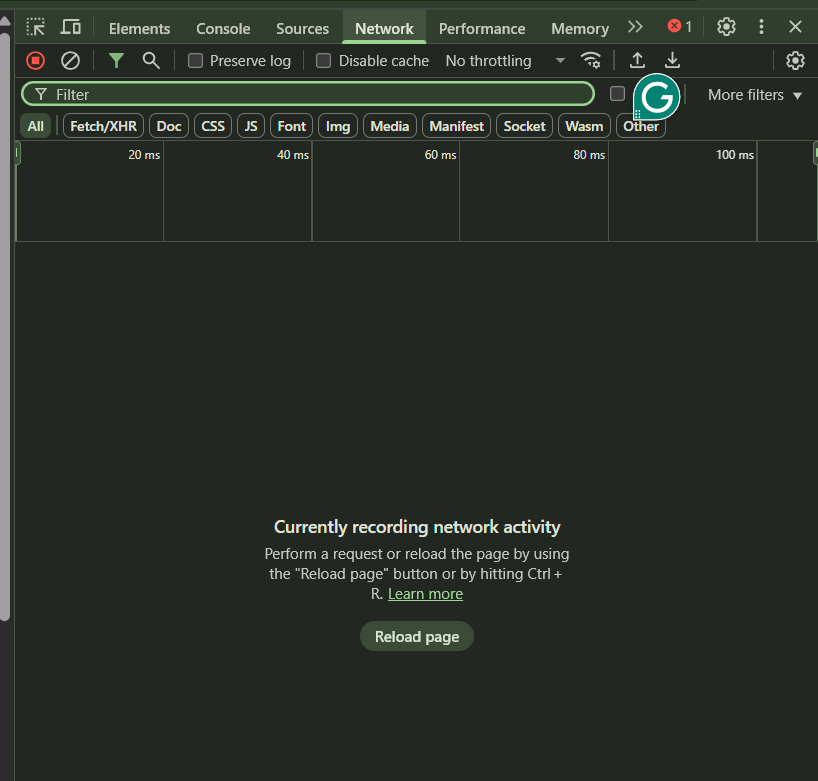 Elements Console Sources Network Performance Memory 1
Preserve log Disable cache No throttling
Filter More filters
All Fetch/XHR Doc CSS JS Font Img Media Manifest Socket Wasm Other
20 ms 40 ms 60 ms 80 ms 100 ms
Currently recording network activity
Perform a request or reload the page by using
the "Reload page" button or by hitting Ctrl +
R. Learn more
Reload page